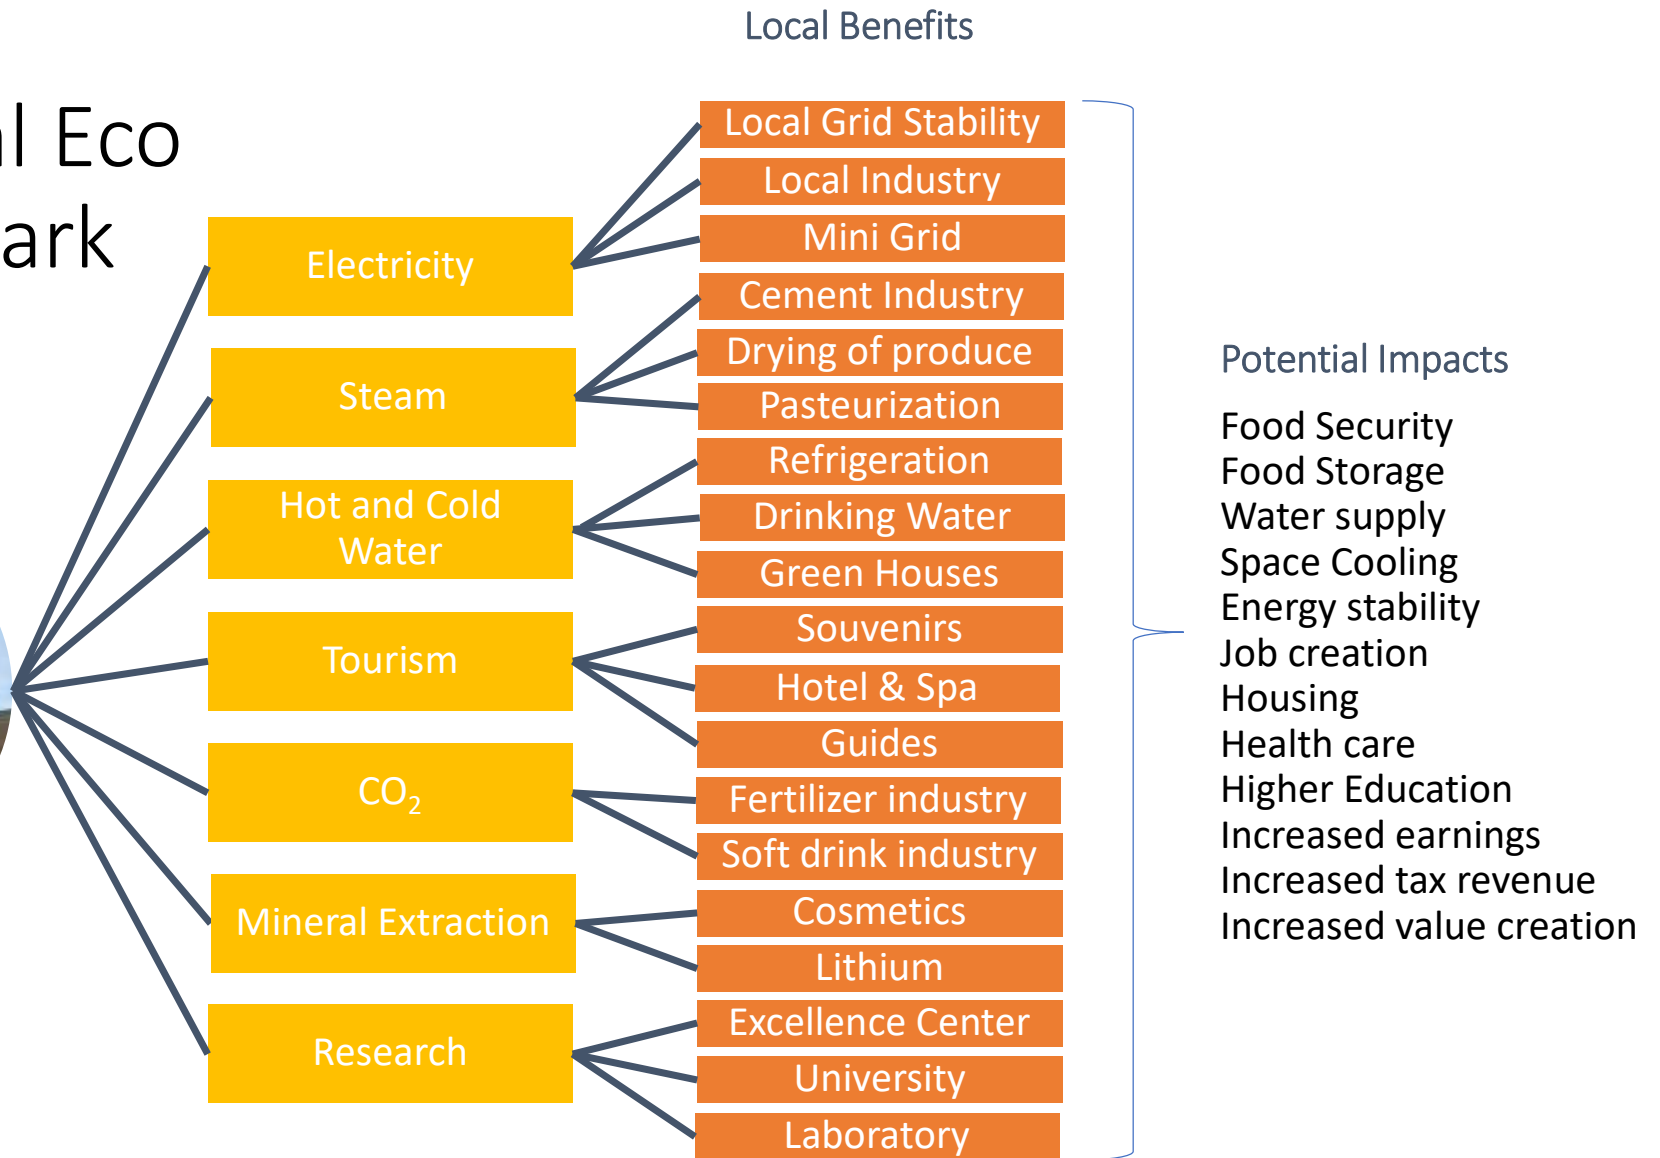 Local Benefits
al Eco
ark
Electricity
Steam
Hot and Cold
Water
Tourism
CO₂
Mineral Extraction
Research
Local Grid Stability
Local Industry
Mini Grid
Cement Industry
Drying of produce
Pasteurization
Refrigeration
Drinking Water
Green Houses
Souvenirs
Hotel & Spa
Guides
Fertilizer industry
Soft drink industry
Cosmetics
Lithium
Excellence Center
University
Laboratory
Potential Impacts
Food Security
Food Storage
Water supply
Space Cooling
Energy stability
Job creation
Housing
Health care
Higher Education
Increased earnings
Increased tax revenue
Increased value creation